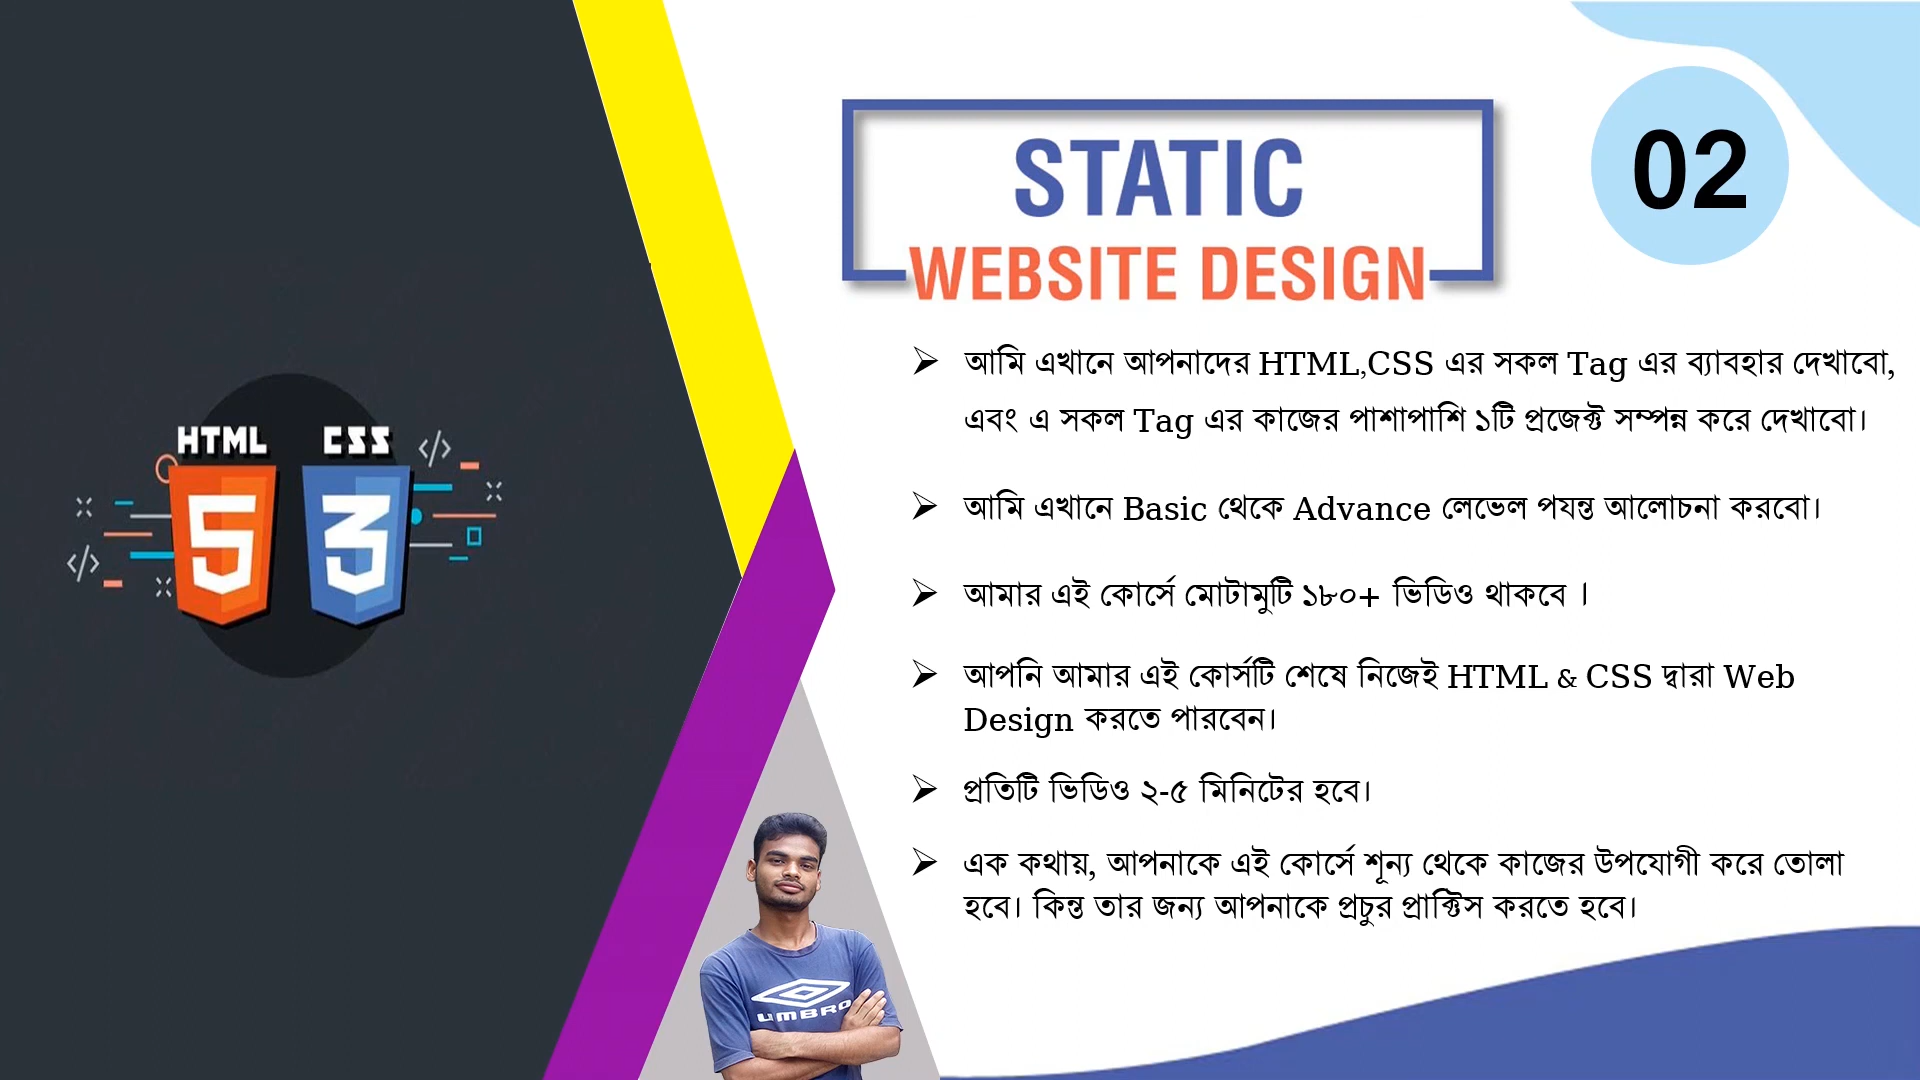 STATIC
WEBSITE DESIGN
02
HTML CSS
5 3
➢ আমি এখানে আপনাদের HTML,CSS এর সকল Tag এর ব্যাবহার দেখাবো,
এবং এ সকল Tag এর কাজের পাশাপাশি ১টি প্রজেক্ট সম্পন্ন করে দেখাবো।
➢ আমি এখানে Basic থেকে Advance লেভেল পযন্ত আলোচনা করবো।
➢ আমার এই কোর্সে মোটামুটি ১৮০+ ভিডিও থাকবে ।
➢ আপনি আমার এই কোর্সটি শেষে নিজেই HTML & CSS দ্বারা Web
Design করতে পারবেন।
➢ প্রতিটি ভিডিও ২-৫ মিনিটের হবে।
➢ এক কথায়, আপনাকে এই কোর্সে শূন্য থেকে কাজের উপযোগী করে তোলা
হবে। কিন্তু তার জন্য আপনাকে প্রচুর প্রাক্টিস করতে হবে।
UMBRO